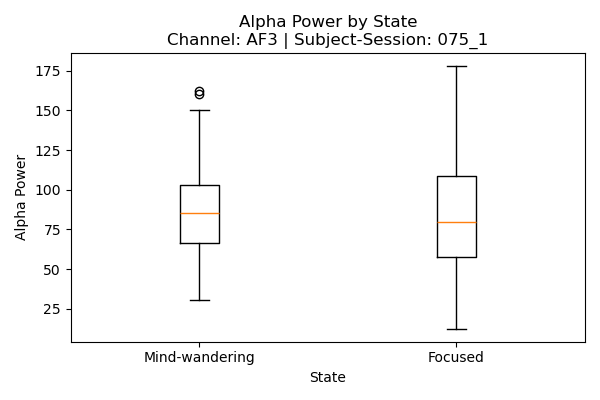 Alpha Power by State
Channel: AF3 | Subject-Session: 075_1
Alpha Power
175
150
125
100
75
50
25
Mind-wandering
Focused
State